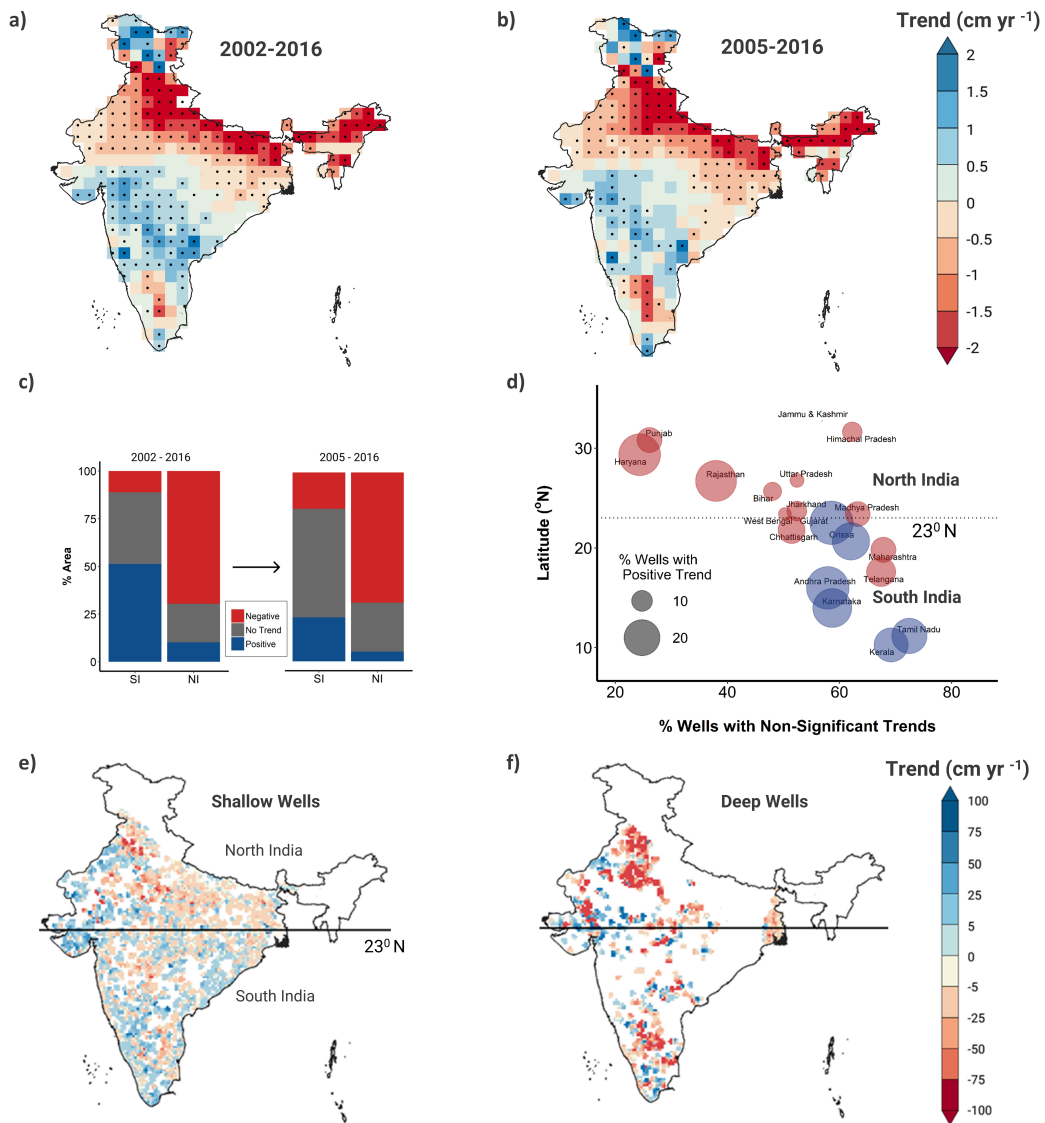 a)
2002-2016
b)
2005-2016
Trend (cm yr -1)
2
1.5
1
0.5
0
-0.5
-1
-1.5
-2
c)
2002 - 2016
2005 - 2016
100
75
50
25
0
% Area
Negative
No Trend
Positive
SI
NI
SI
NI
d)
Jammu & Kashmir
Punjab
Himachal Pradesh
Haryana
Rajasthan
Uttar Pradesh
North India
Bihar
Jharkhand
Madhya Pradesh
West Bengal
Gujarat
23⁰ N
Chhattisgarh
Orissa
Maharashtra
Telangana
Andhra Pradesh
South India
Karnataka
Tamil Nadu
Kerala
% Wells with
Positive Trend
10
20
30
20
10
Latitude (⁰N)
20
40
60
80
% Wells with Non-Significant Trends
e)
Shallow Wells
North India
23⁰ N
South India
f)
Deep Wells
Trend (cm yr -1)
100
75
50
25
5
0
-5
-25
-50
-75
-100